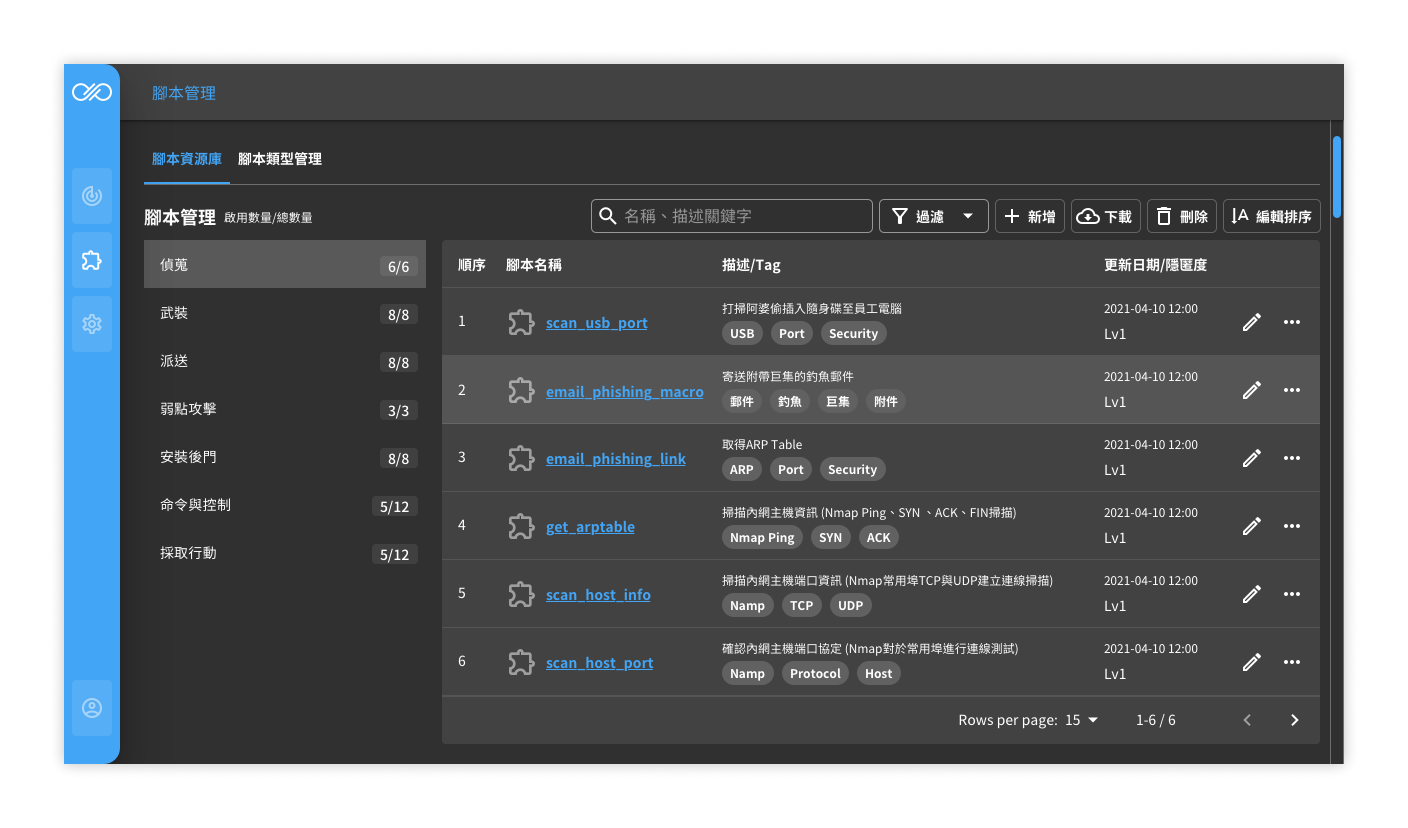 腳本管理
腳本資源庫 腳本類型管理
腳本管理 啟用數量/總數量
名稱、描述關鍵字 過濾 新增 下載 刪除 編輯排序
偵蒐 6/6
武裝 8/8
派送 8/8
弱點攻擊 3/3
安裝後門 8/8
命令與控制 5/12
採取行動 5/12
順序 腳本名稱 描述/Tag 更新日期/隱匿度
1 scan_usb_port 打掃阿婆偷插入隨身碟至員工電腦 2021-04-10 12:00
USB Port Security Lv1
2 email_phishing_macro 寄送附帶巨集的釣魚郵件 2021-04-10 12:00
郵件 釣魚 巨集 附件 Lv1
3 email_phishing_link 取得ARP Table 2021-04-10 12:00
ARP Port Security Lv1
4 get_arptable 掃描內網主機資訊 (Nmap Ping、SYN 、ACK、FIN掃描) 2021-04-10 12:00
Nmap Ping SYN ACK Lv1
5 scan_host_info 掃描內網主機端口資訊 (Nmap常用埠TCP與UDP建立連線掃描) 2021-04-10 12:00
Namp TCP UDP Lv1
6 scan_host_port 確認內網主機端口協定 (Nmap對於常用埠進行連線測試) 2021-04-10 12:00
Namp Protocol Host Lv1
Rows per page: 15 1-6 / 6